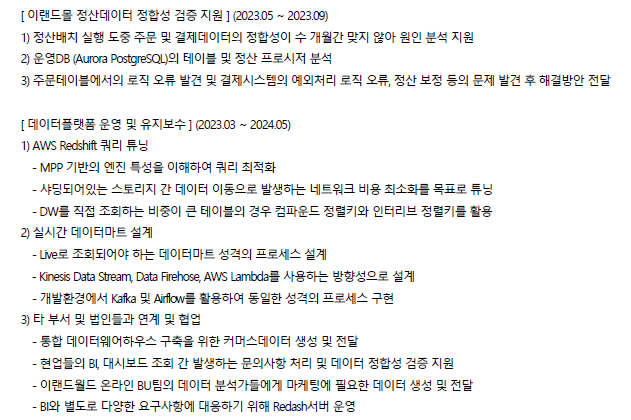 [ 이랜드몰 정산데이터 정합성 검증 지원 ] (2023.05 ~ 2023.09)
1) 정산배치 실행 도중 주문 및 결제데이터의 정합성이 수 개월간 맞지 않아 원인 분석 지원
2) 운영DB (Aurora PostgreSQL)의 테이블 및 정산 프로시저 분석
3) 주문테이블에서의 로직 오류 발견 및 결제시스템의 예외처리 로직 오류, 정산 보정 등의 문제 발견 후 해결방안 전달
[ 데이터플랫폼 운영 및 유지보수 ] (2023.03 ~ 2024.05)
1) AWS Redshift 쿼리 튜닝
- MPP 기반의 엔진 특성을 이해하여 쿼리 최적화
- 샤딩되어있는 스토리지 간 데이터 이동으로 발생하는 네트워크 비용 최소화를 목표로 튜닝
- DW를 직접 조회하는 비중이 큰 테이블의 경우 컴파운드 정렬키와 인터리브 정렬키를 활용
2) 실시간 데이터마트 설계
- Live로 조회되어야 하는 데이터마트 성격의 프로세스 설계
- Kinesis Data Stream, Data Firehose, AWS Lambda를 사용하는 방향성으로 설계
- 개발환경에서 Kafka 및 Airflow를 활용하여 동일한 성격의 프로세스 구현
3) 타 부서 및 법인들과 연계 및 협업
- 통합 데이터웨어하우스 구축을 위한 커머스데이터 생성 및 전달
- 현업들의 BI, 대시보드 조회 간 발생하는 문의사항 처리 및 데이터 정합성 검증 지원
- 이랜드월드 온라인 BU팀의 데이터 분석가들에게 마케팅에 필요한 데이터 생성 및 전달
- BI와 별도로 다양한 요구사항에 대응하기 위해 Redash서버 운영